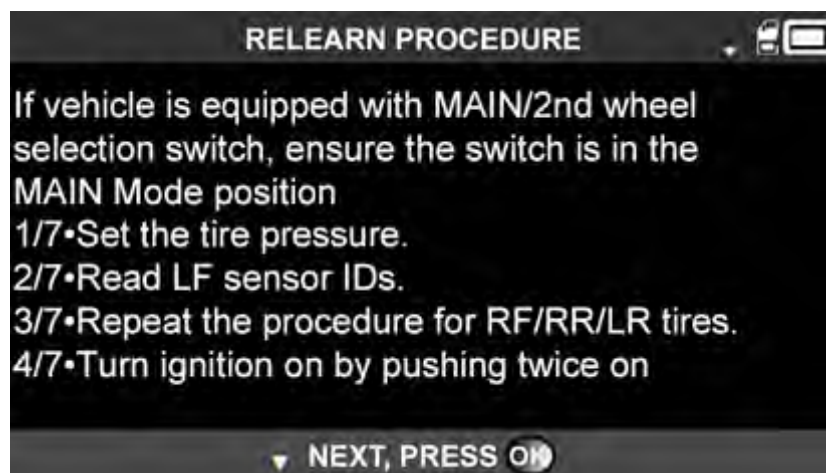 RELEARN PROCEDURE
If vehicle is equipped with MAIN/2nd wheel
selection switch, ensure the switch is in the
MAIN Mode position
1/7•Set the tire pressure.
2/7•Read LF sensor IDs.
3/7•Repeat the procedure for RF/RR/LR tires.
4/7•Turn ignition on by pushing twice on
NEXT, PRESS OK